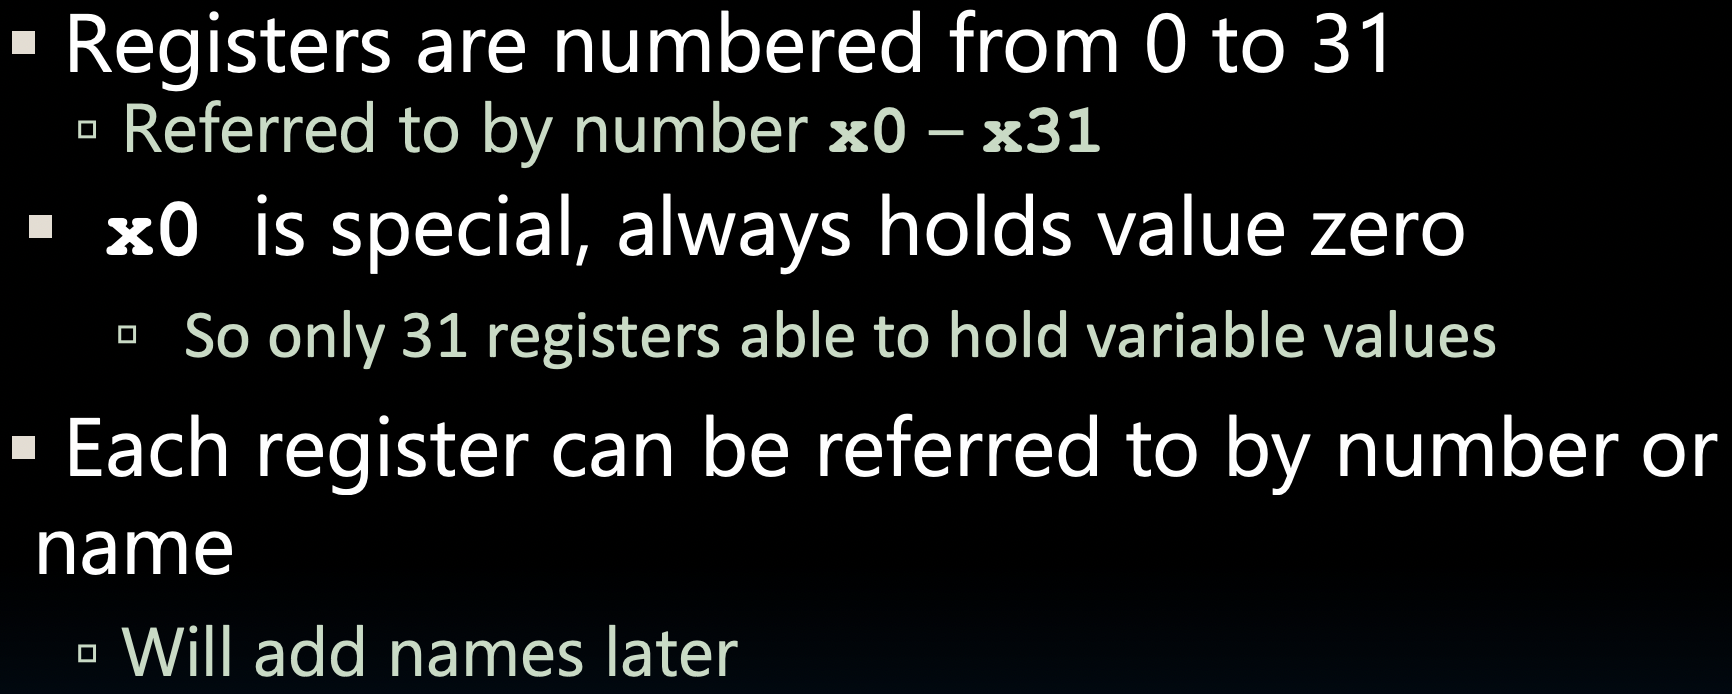 ▪ Registers are numbered from 0 to 31
▫ Referred to by number x0 – x31
▪ x0 is special, always holds value zero
▫ So only 31 registers able to hold variable values
▪ Each register can be referred to by number or
name
▫ Will add names later